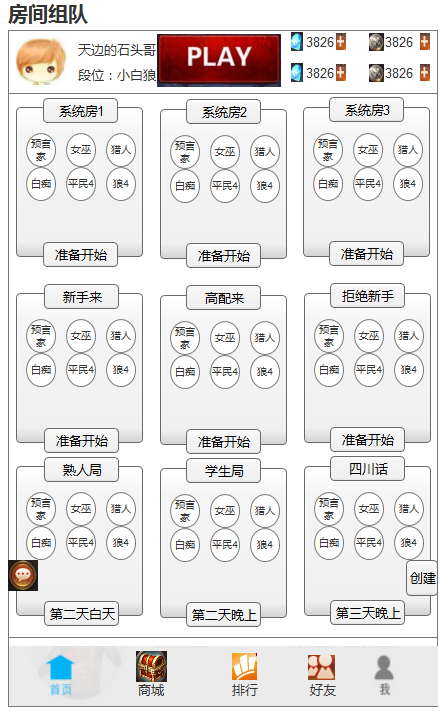 房间组队
天边的石头哥
段位：小白狼
PLAY
3826 3826
3826 3826
系统房1 系统房2 系统房3
预言家 女巫 猎人 预言家 女巫 猎人 预言家 女巫 猎人
白痴 平民4 狼4 白痴 平民4 狼4 白痴 平民4 狼4
准备开始 准备开始 准备开始
新手来 高配来 拒绝新手
预言家 女巫 猎人 预言家 女巫 猎人 预言家 女巫 猎人
白痴 平民4 狼4 白痴 平民4 狼4 白痴 平民4 狼4
准备开始 准备开始 准备开始
熟人局 学生局 四川话
预言家 女巫 猎人 预言家 女巫 猎人 预言家 女巫 猎人
白痴 平民4 狼4 白痴 平民4 狼4 白痴 平民4 狼4
创建
第二天白天 第二天晚上 第三天晚上
首页 商城 排行 好友 我